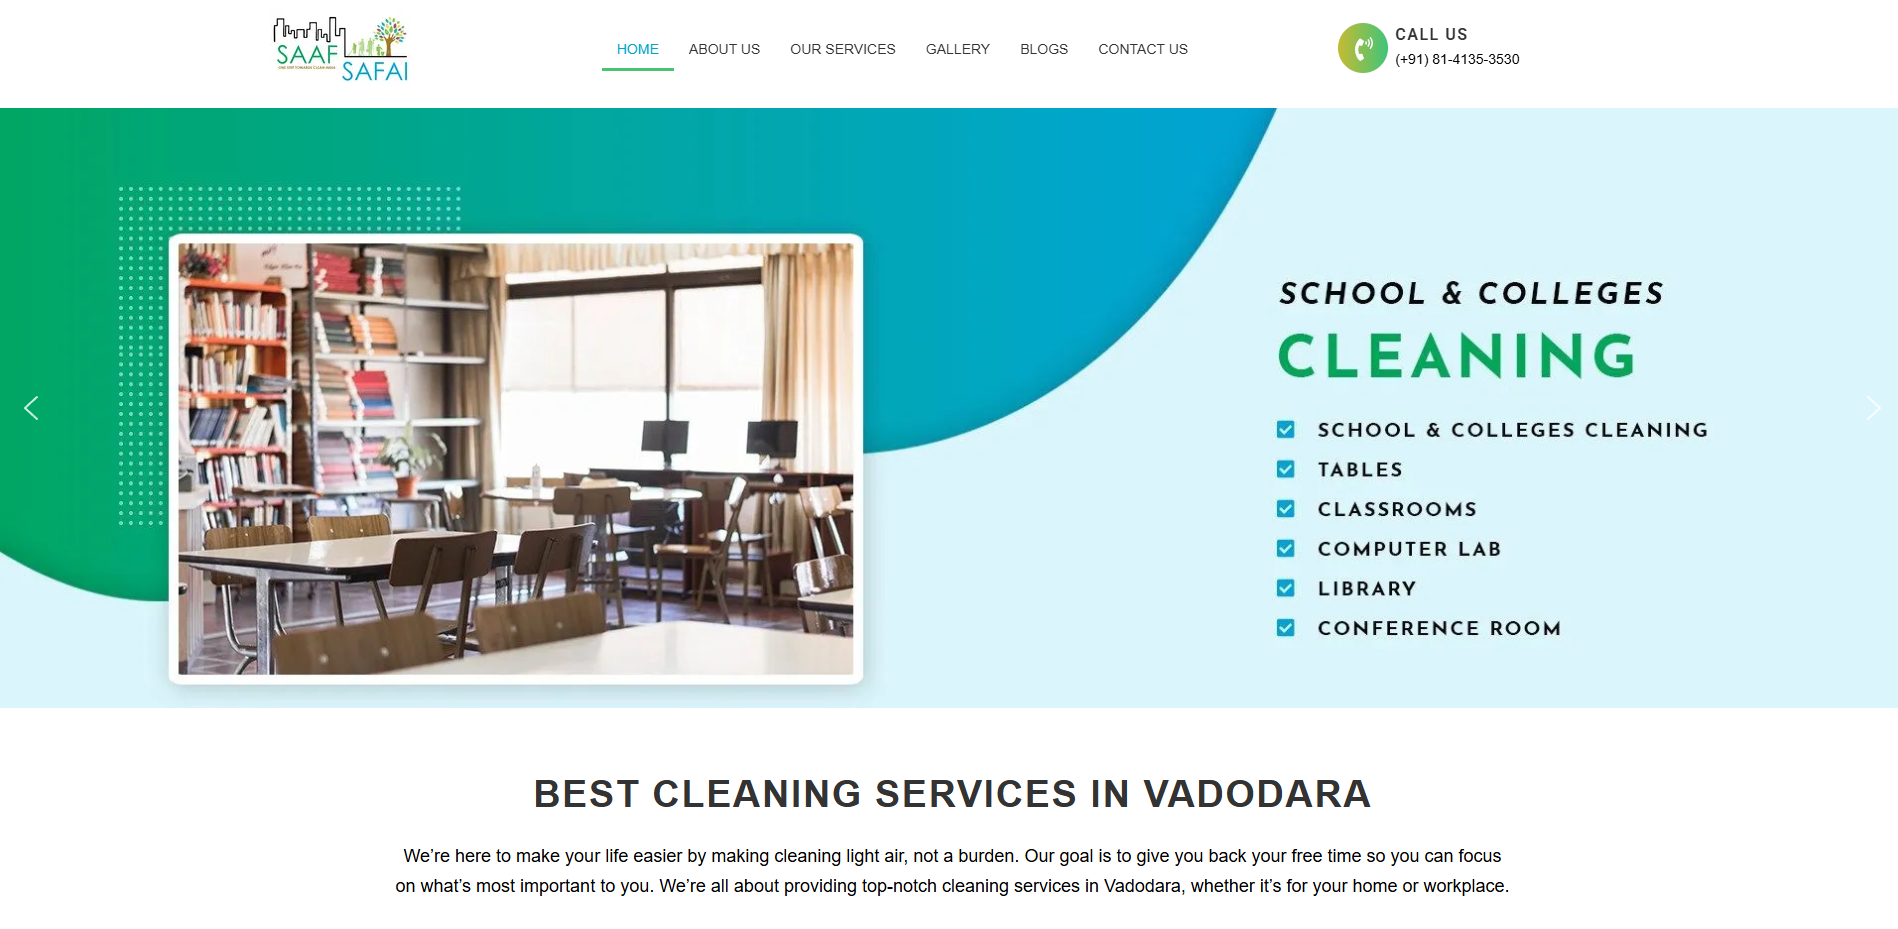 SAAF
SAFAI
HOME
ABOUT US
OUR SERVICES
GALLERY
BLOGS
CONTACT US
CALL US
(+91) 81-4135-3530
SCHOOL & COLLEGES
CLEANING
SCHOOL & COLLEGES CLEANING
TABLES
CLASSROOMS
COMPUTER LAB
LIBRARY
CONFERENCE ROOM
BEST CLEANING SERVICES IN VADODARA
We’re here to make your life easier by making cleaning light air, not a burden. Our goal is to give you back your free time so you can focus
on what’s most important to you. We’re all about providing top-notch cleaning services in Vadodara, whether it’s for your home or workplace.